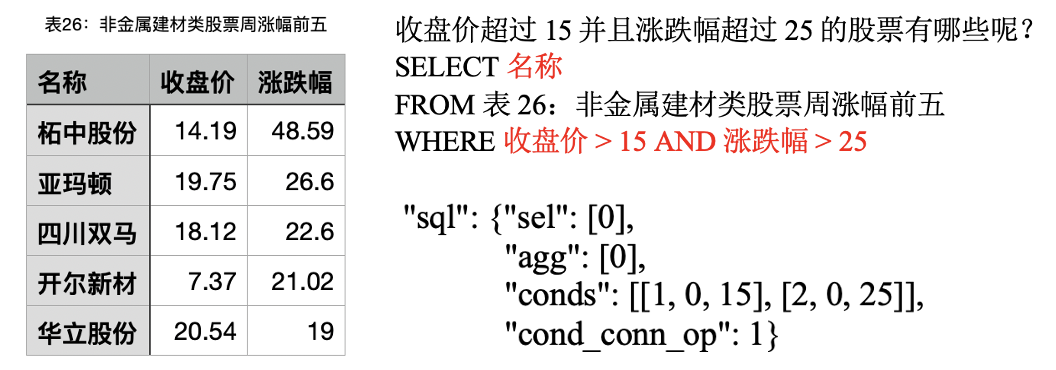 表26：非金属建材类股票周涨幅前五
名称 收盘价 涨跌幅
柘中股份 14.19 48.59
亚玛顿 19.75 26.6
四川双马 18.12 22.6
开尔新材 7.37 21.02
华立股份 20.54 19
收盘价超过 15 并且涨跌幅超过 25 的股票有哪些呢？
SELECT 名称
FROM 表 26：非金属建材类股票周涨幅前五
WHERE 收盘价 > 15 AND 涨跌幅 > 25
"sql": {"sel": [0],
"agg": [0],
"conds": [[1, 0, 15], [2, 0, 25]],
"cond_conn_op": 1}